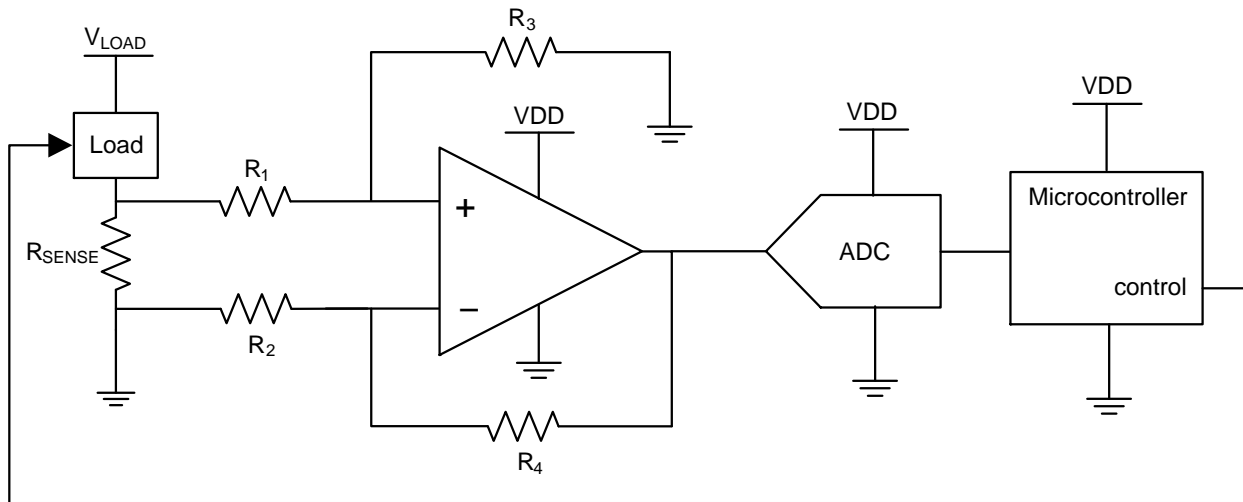 R3
VLOAD
VDD
VDD
VDD
Load
R1
+
Microcontroller
RSENSE
ADC
control
R2
−
R4